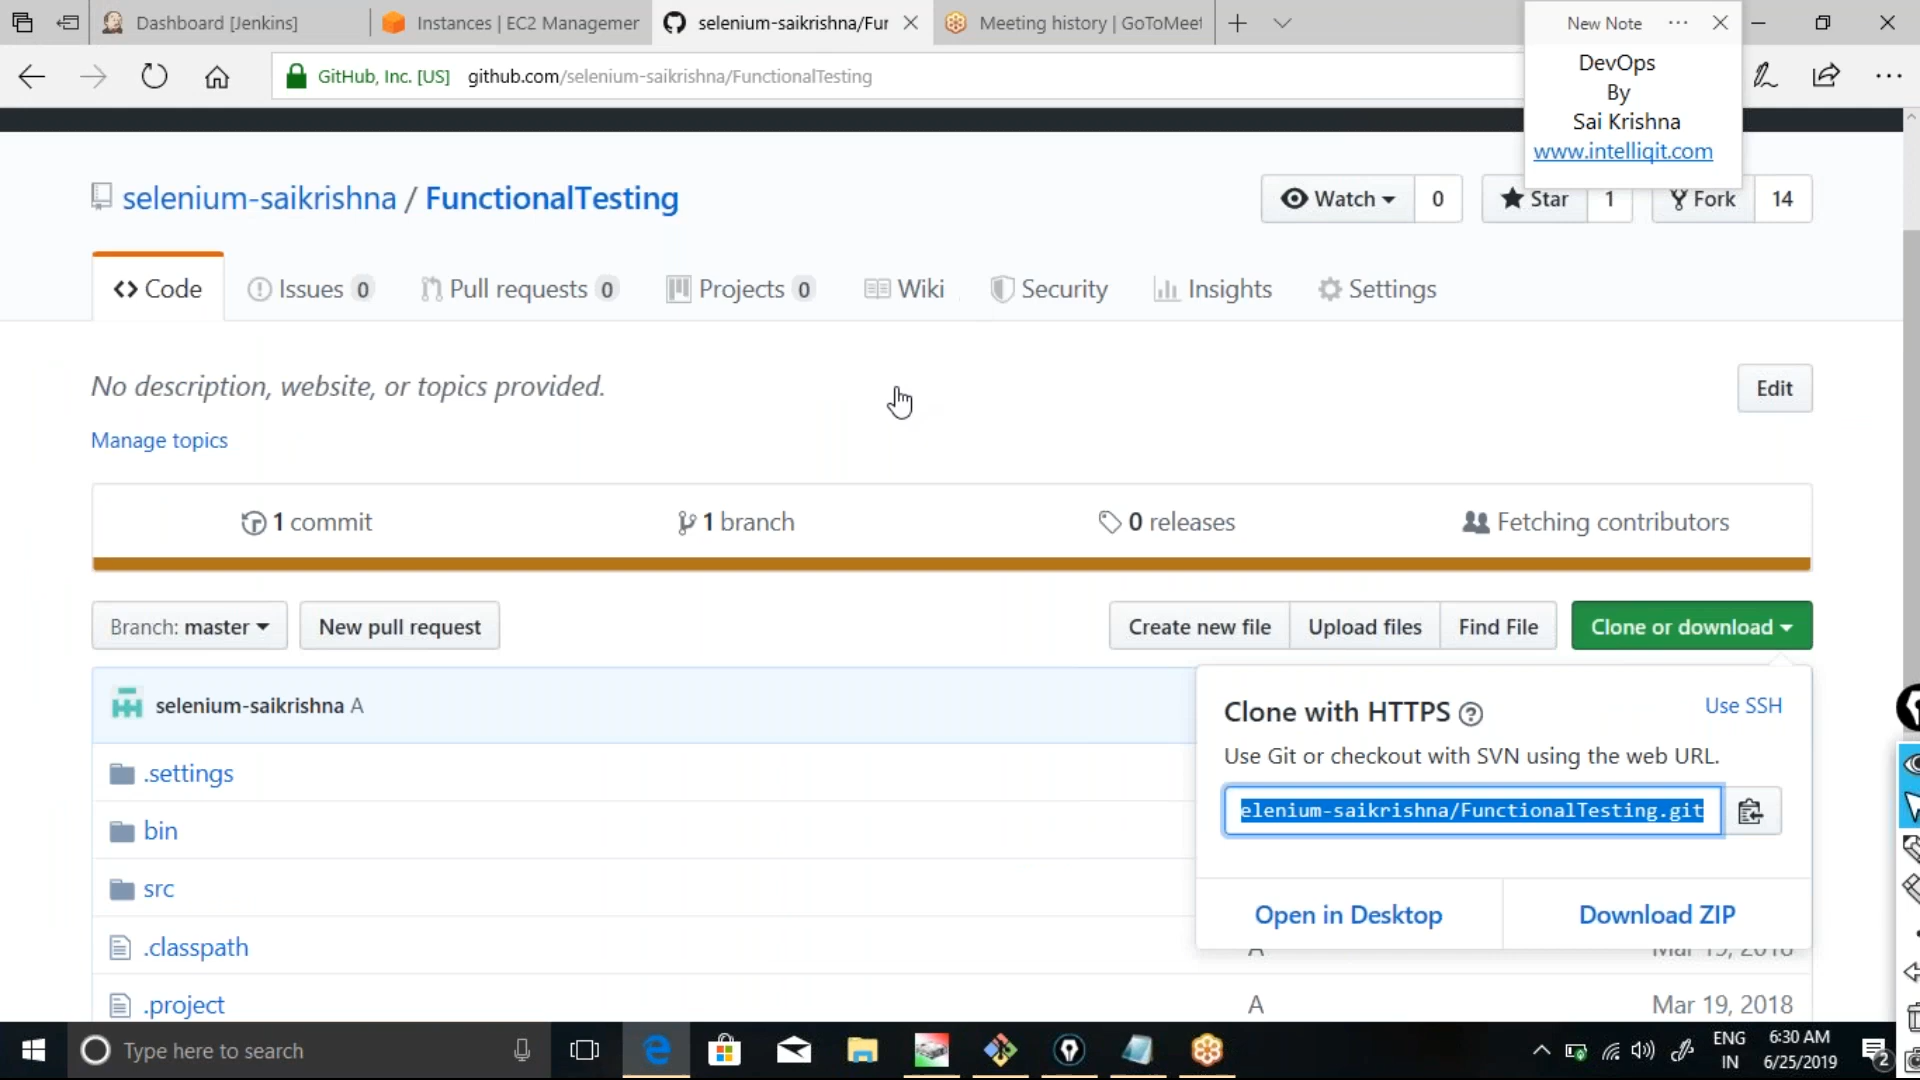 Dashboard [Jenkins]
Instances | EC2 Managemer
selenium-saikrishna/Fur
Meeting history | GoToMeet
New Note
DevOps
By
Sai Krishna
www.intelliqit.com
GitHub, Inc. [US] github.com/selenium-saikrishna/FunctionalTesting
selenium-saikrishna / FunctionalTesting
Watch 0
Star 1
Fork 14
Code
Issues 0
Pull requests 0
Projects 0
Wiki
Security
Insights
Settings
No description, website, or topics provided.
Edit
Manage topics
1 commit
1 branch
0 releases
Fetching contributors
Branch: master
New pull request
Create new file
Upload files
Find File
Clone or download
selenium-saikrishna A
Clone with HTTPS
Use SSH
Use Git or checkout with SVN using the web URL.
elenium-saikrishna/FunctionalTesting.git
Open in Desktop
Download ZIP
.settings
bin
src
.classpath
A Mar 19, 2018
.project
A Mar 19, 2018
Type here to search
ENG
IN
6:30 AM
6/25/2019
2